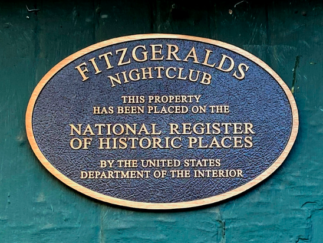 FITZGERALDS
NIGHTCLUB
THIS PROPERTY
HAS BEEN PLACED ON THE
NATIONAL REGISTER
OF HISTORIC PLACES
BY THE UNITED STATES
DEPARTMENT OF THE INTERIOR